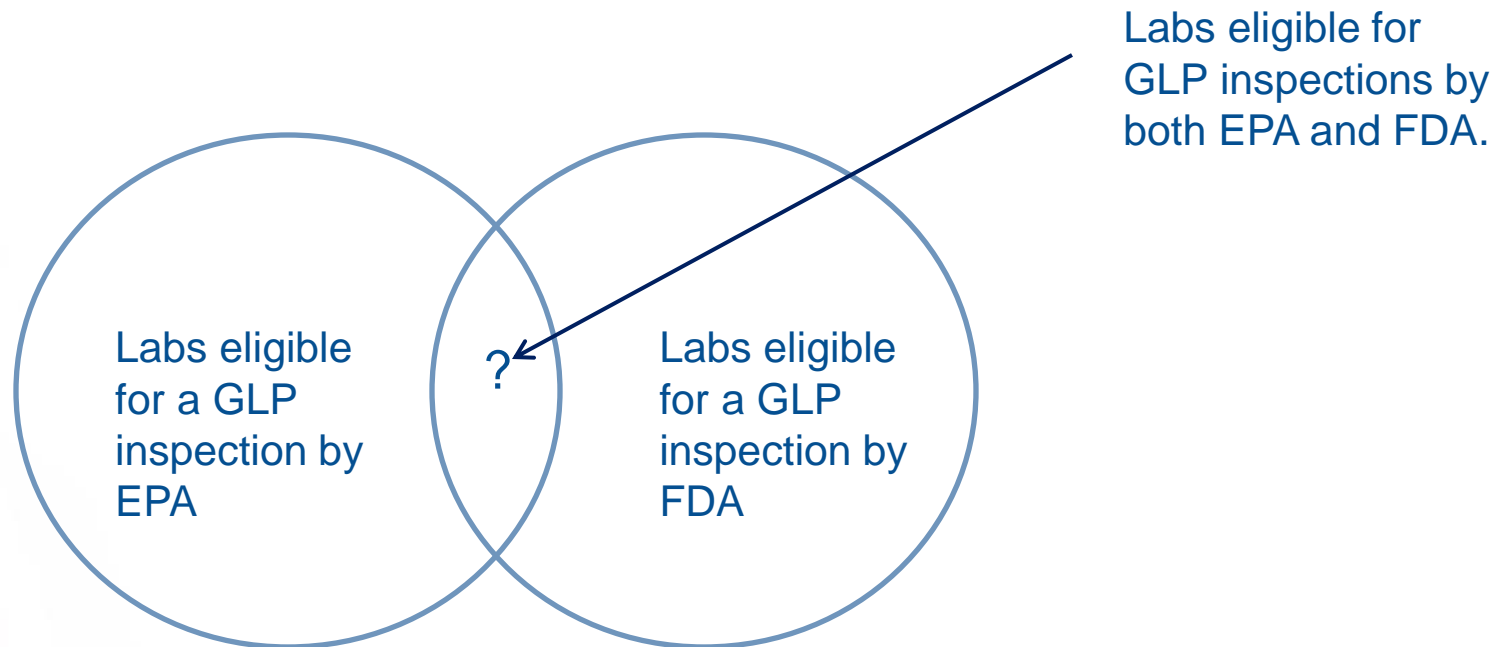 Labs eligible for
GLP inspections by
both EPA and FDA.
Labs eligible
for a GLP
inspection by
EPA
?
Labs eligible
for a GLP
inspection by
FDA